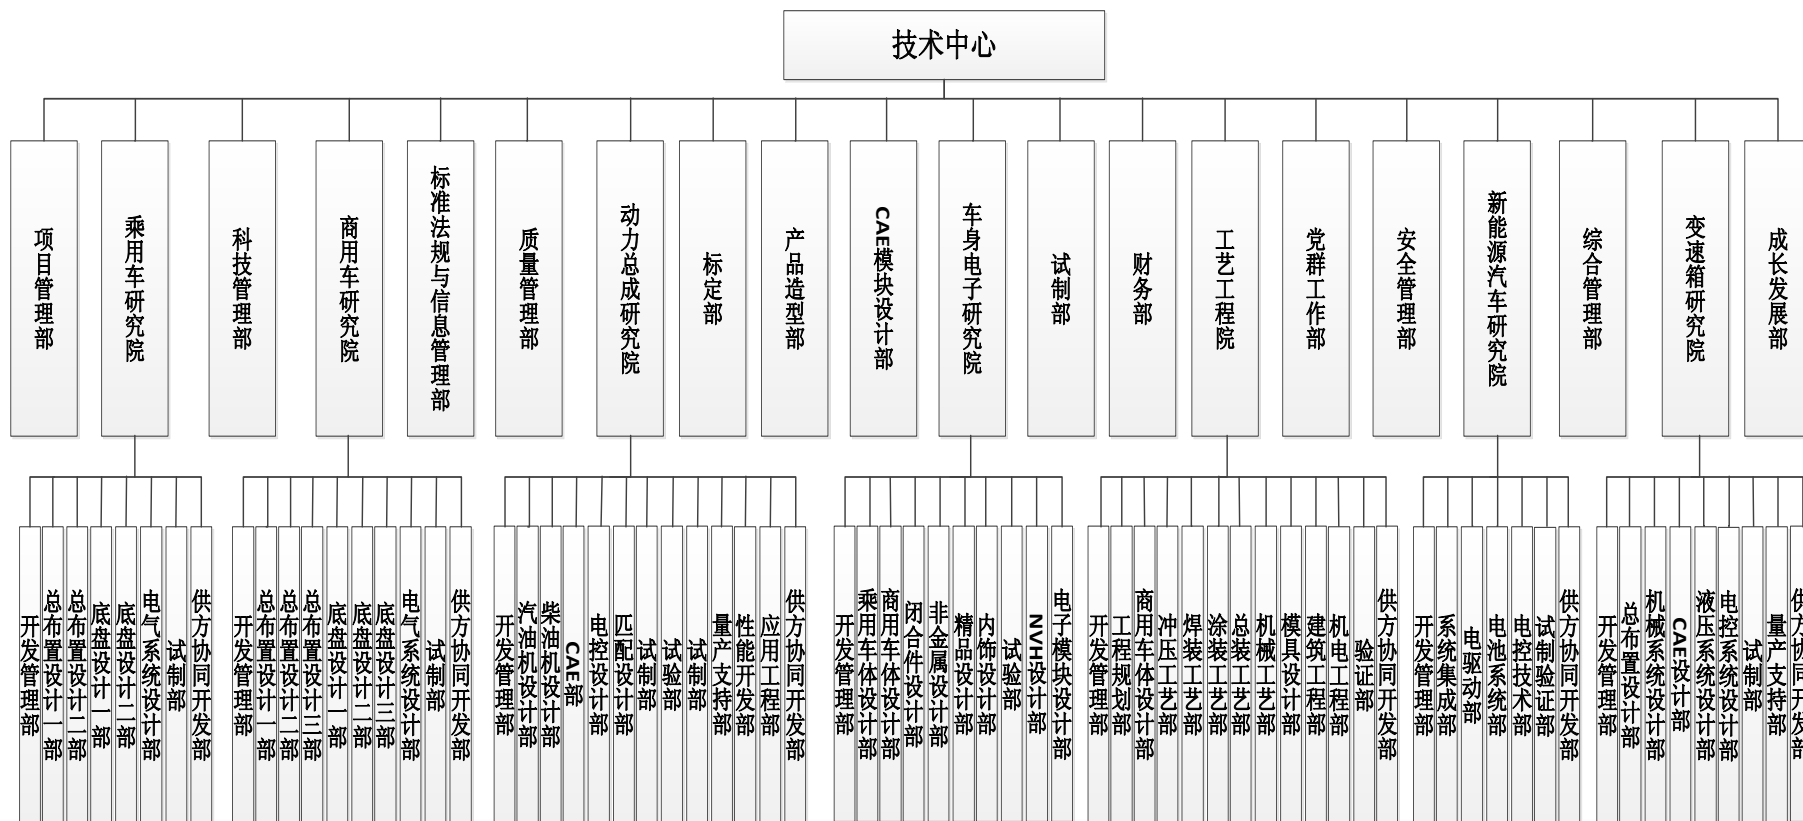 技术中心
项目管理部
乘用车研究院
科技管理部
商用车研究院
标准法规与信息管理部
质量管理部
动力总成研究院
标定部
产品造型部
CAE模块设计部
车身电子研究院
试制部
财务部
工艺工程院
党群工作部
安全管理部
新能源汽车研究院
综合管理部
变速箱研究院
成长发展部
开发管理部
总布置设计一部
总布置设计二部
底盘设计一部
底盘设计二部
电气系统设计部
试制部
供方协同开发部
开发管理部
总布置设计一部
总布置设计二部
总布置设计三部
底盘设计一部
底盘设计二部
底盘设计三部
电气系统设计部
试制部
供方协同开发部
开发管理部
汽油机设计部
柴油机设计部
CAE部
电控设计部
匹配设计部
试制部
试验部
试制部
量产支持部
性能开发部
应用工程部
供方协同开发部
开发管理部
乘用车体设计部
商用车体设计部
闭合件设计部
非金属设计部
精品设计部
内饰设计部
试验部
NVH设计部
电子模块设计部
开发管理部
工程规划部
商用车体设计部
冲压工艺部
焊装工艺部
涂装工艺部
总装工艺部
机械工艺部
模具设计部
建筑工程部
机电工程部
验证部
供方协同开发部
开发管理部
系统集成部
电驱动部
电池系统部
电控技术部
试制验证部
供方协同开发部
开发管理部
总布置设计部
机械系统设计部
CAE设计部
液压系统设计部
电控系统设计部
试制部
量产支持部
供方协同开发部